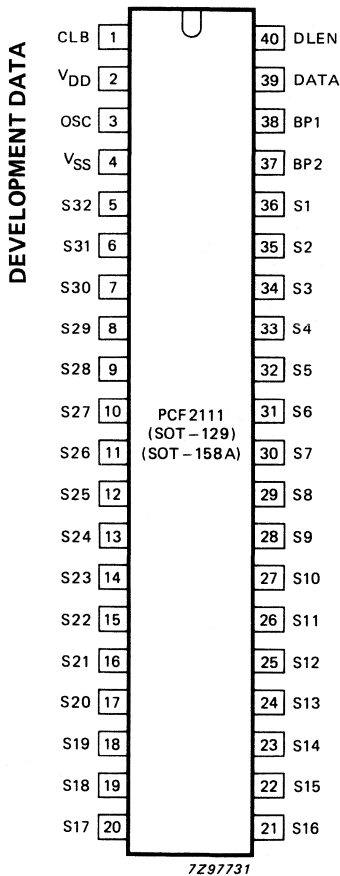 DEVELOPMENT DATA
CLB 1 40 DLEN
VDD 2 39 DATA
OSC 3 38 BP1
VSS 4 37 BP2
S32 5 36 S1
S31 6 35 S2
S30 7 34 S3
S29 8 33 S4
S28 9 32 S5
S27 10 31 S6
S26 11 30 S7
S25 12 29 S8
S24 13 28 S9
S23 14 27 S10
S22 15 26 S11
S21 16 25 S12
S20 17 24 S13
S19 18 23 S14
S18 19 22 S15
S17 20 21 S16
PCF2111
(SOT-129)
(SOT-158A)
7Z97731